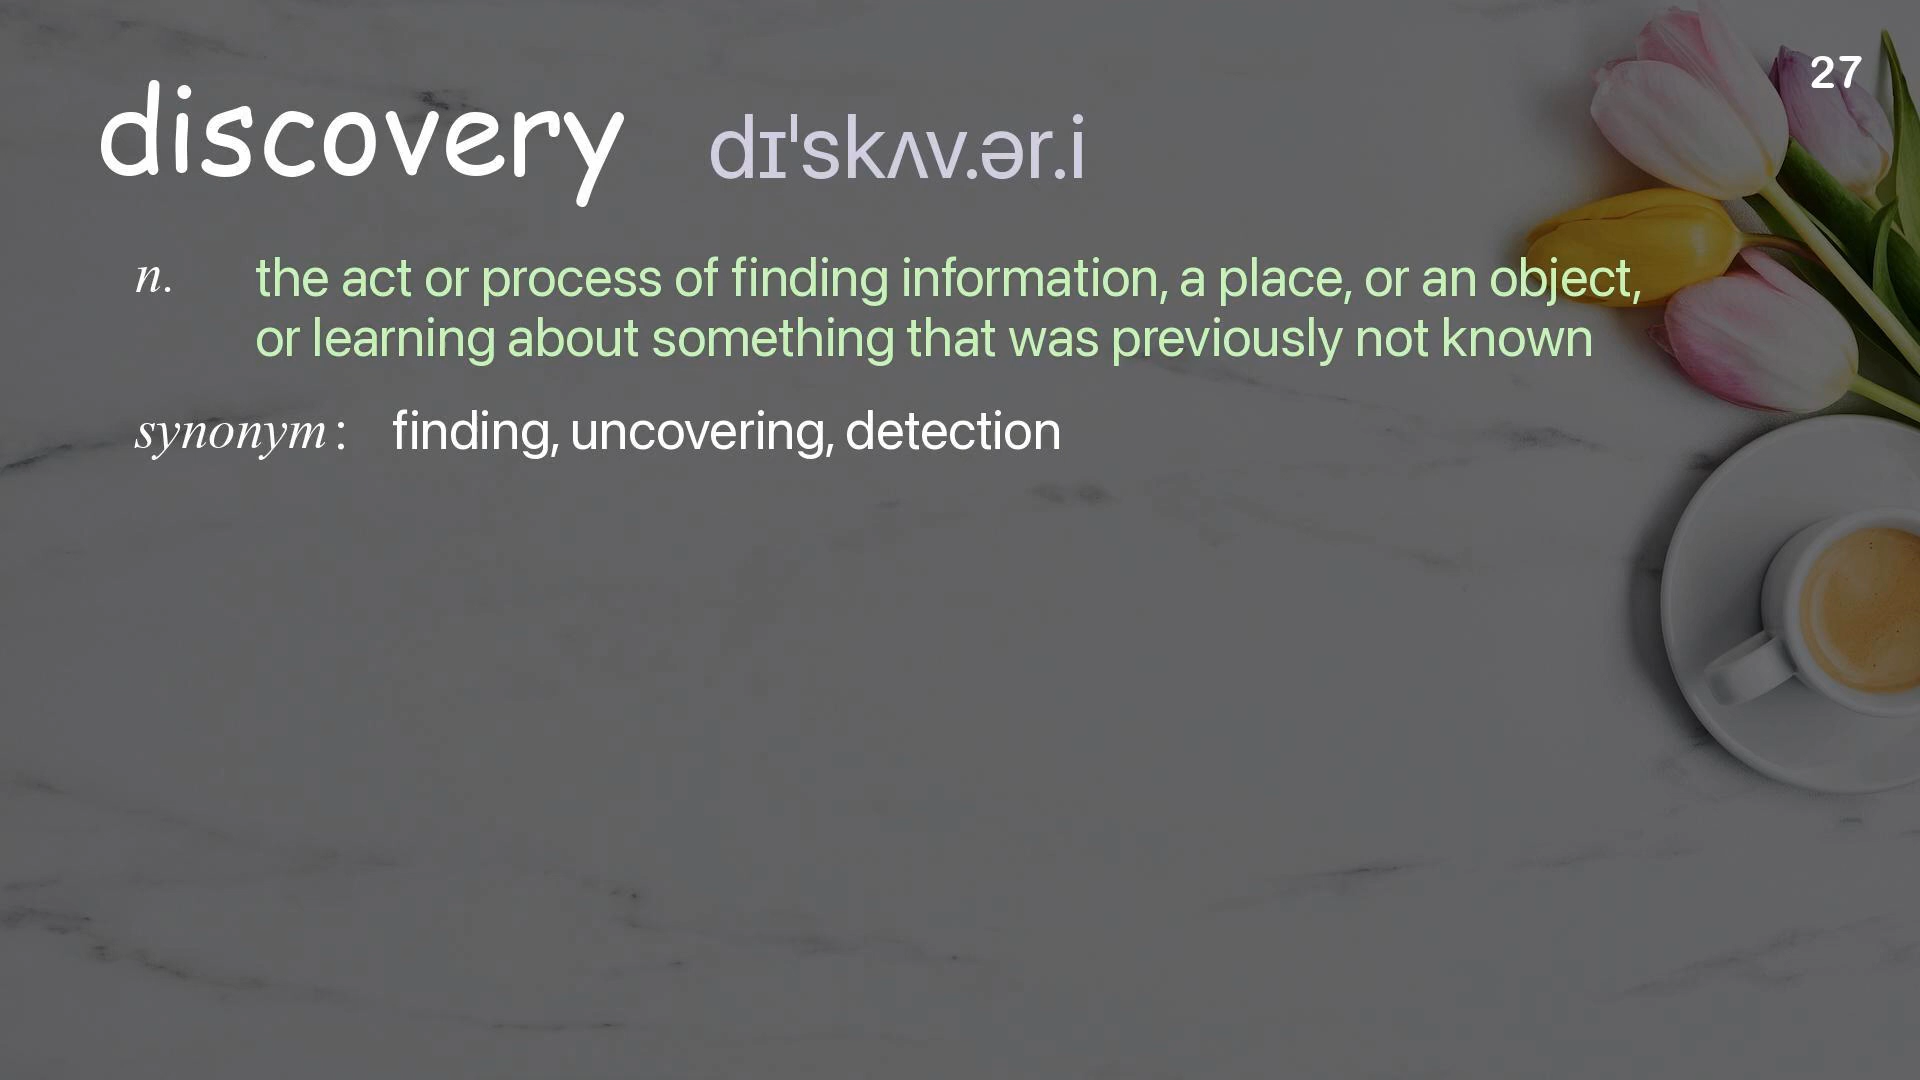 27
discovery dɪˈskʌv.ər.i
n. the act or process of finding information, a place, or an object,
or learning about something that was previously not known
synonym: finding, uncovering, detection